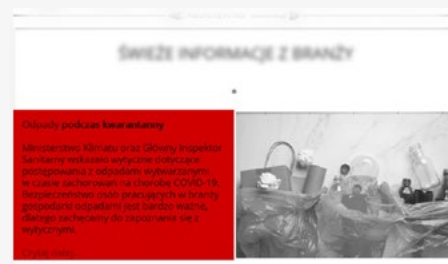 ŚWIEŻE INFORMACJE Z BRANŻY
Odpady podczas kwarantanny
Ministerstwo Klimatu oraz Główny Inspektor
Sanitarny wskazało wytyczne dotyczące
postępowania z odpadami wytwarzanymi
w czasie zachorowań na chorobę COVID-19.
Bezpieczeństwo osób pracujących w branży
gospodarki odpadami jest bardzo ważne,
dlatego zachęcamy do zapoznania się z
wytycznymi.
Czytaj dalej...